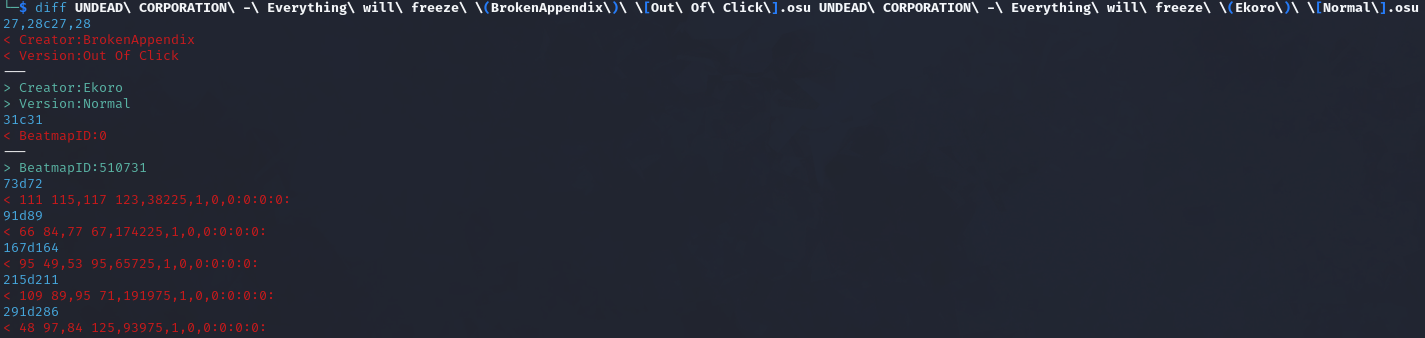 └─$ diff UNDEAD\ CORPORATION\ -\ Everything\ will\ freeze\ \(BrokenAppendix\)\ \[Out\ Of\ Click\].osu UNDEAD\ CORPORATION\ -\ Everything\ will\ freeze\ \(Ekoro\)\ \[Normal\].osu
27,28c27,28
< Creator:BrokenAppendix
< Version:Out Of Click
---
> Creator:Ekoro
> Version:Normal
31c31
< BeatmapID:0
---
> BeatmapID:510731
73d72
< 111 115,117 123,38225,1,0,0:0:0:0:
91d89
< 66 84,77 67,174225,1,0,0:0:0:0:
167d164
< 95 49,53 95,65725,1,0,0:0:0:0:
215d211
< 109 89,95 71,191975,1,0,0:0:0:0:
291d286
< 48 97,84 125,93975,1,0,0:0:0:0: